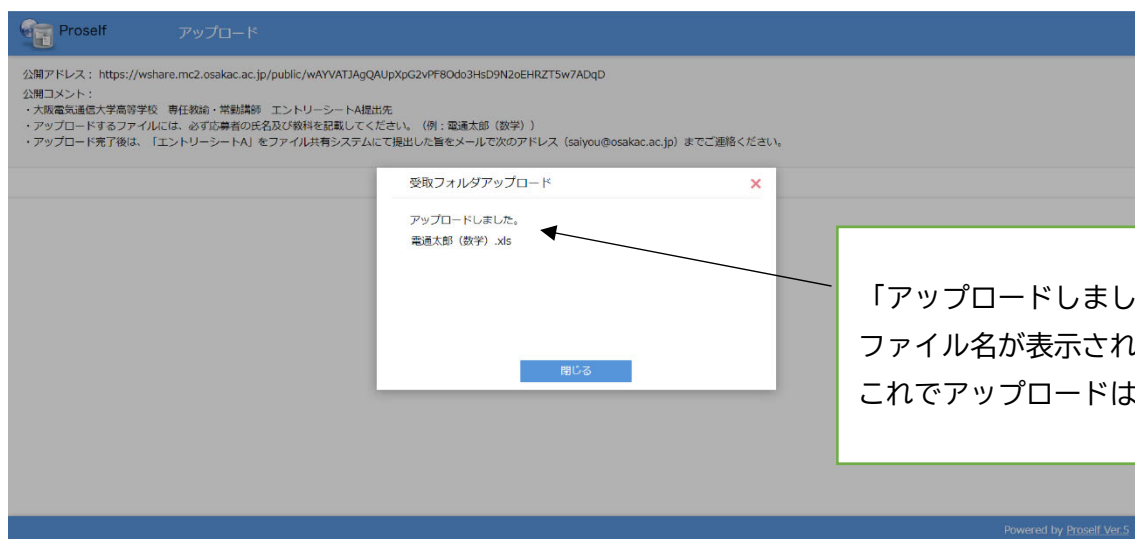 Proself アップロード
公開アドレス： https://wshare.mc2.osakac.ac.jp/public/wAYVATJAgQAUpXpG2vPF8Odo3HsD9N2oEHRZT5w7ADqD
公開コメント：
・大阪電気通信大学高等学校 専任教諭・常勤講師 エントリーシートA提出先
・アップロードするファイルには、必ず応募者の氏名及び教科を記載してください。（例：電通太郎（数学））
・アップロード完了後は、「エントリーシートA」をファイル共有システムにて提出した旨をメールで次のアドレス（saiyou@osakac.ac.jp）までご連絡ください。
受取フォルダアップロード
アップロードしました。
電通太郎（数学）.xls
閉じる
「アップロードしまし
ファイル名が表示され
これでアップロードは
Powered by Proself Ver.5